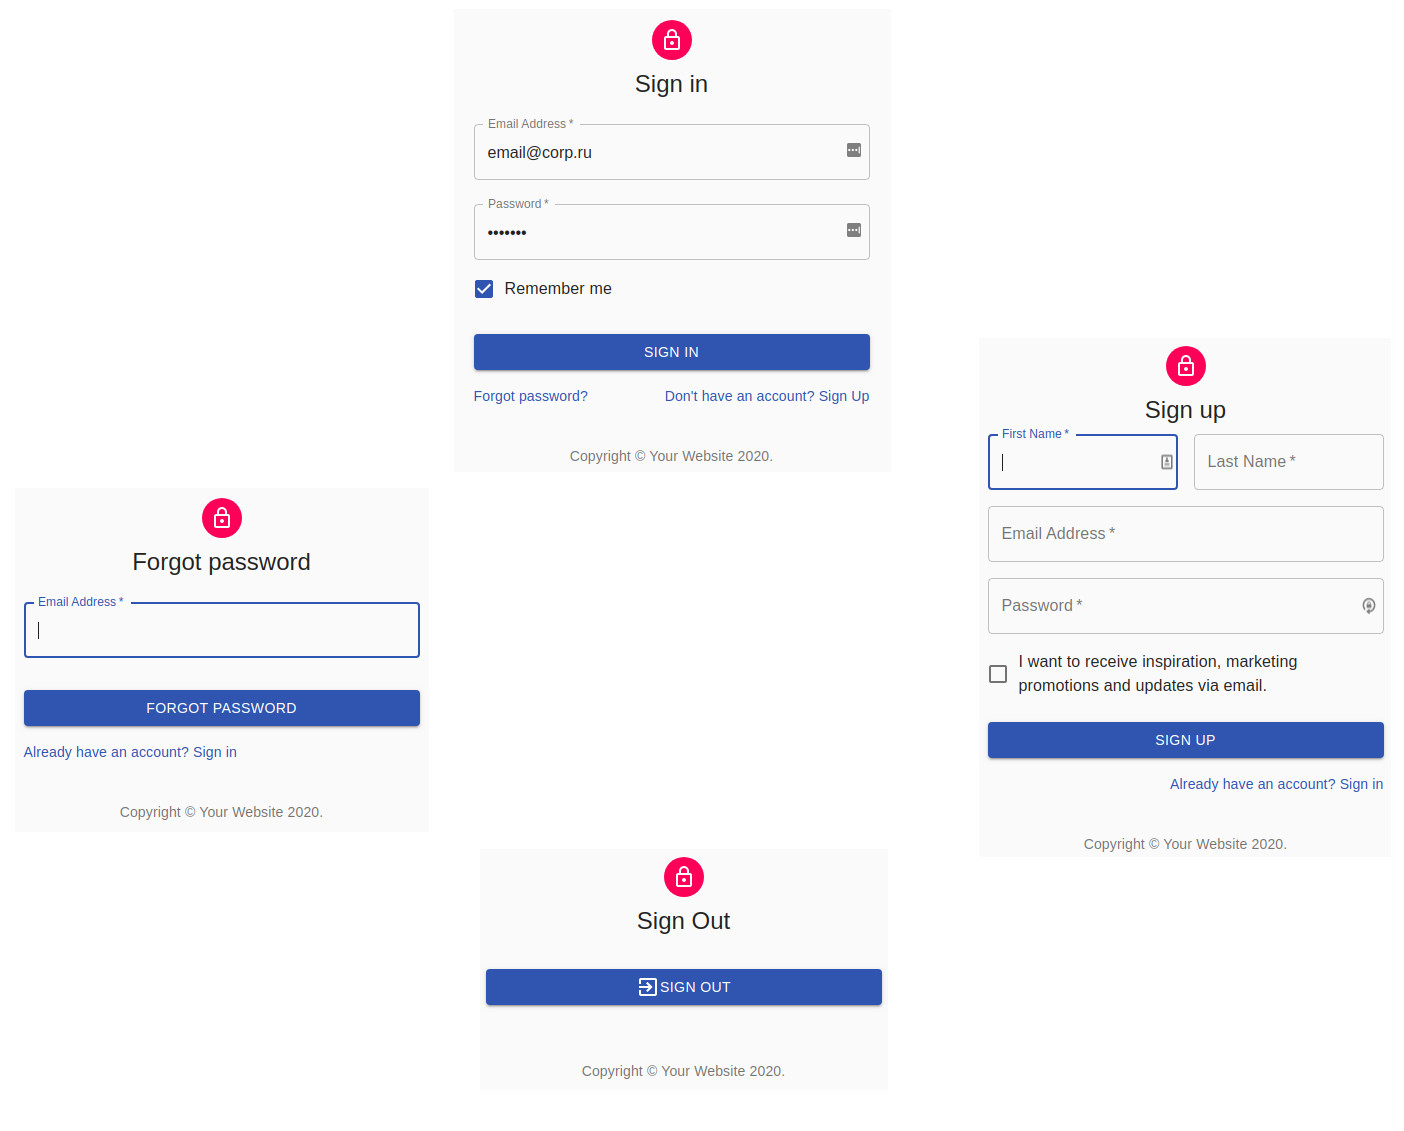 Sign in
Email Address *
email@corp.ru
Password *
•••••••
Remember me
SIGN IN
Forgot password?
Don't have an account? Sign Up
Copyright © Your Website 2020.
Forgot password
Email Address *
FORGOT PASSWORD
Already have an account? Sign in
Copyright © Your Website 2020.
Sign up
First Name *
Last Name *
Email Address *
Password *
I want to receive inspiration, marketing
promotions and updates via email.
SIGN UP
Already have an account? Sign in
Copyright © Your Website 2020.
Sign Out
SIGN OUT
Copyright © Your Website 2020.